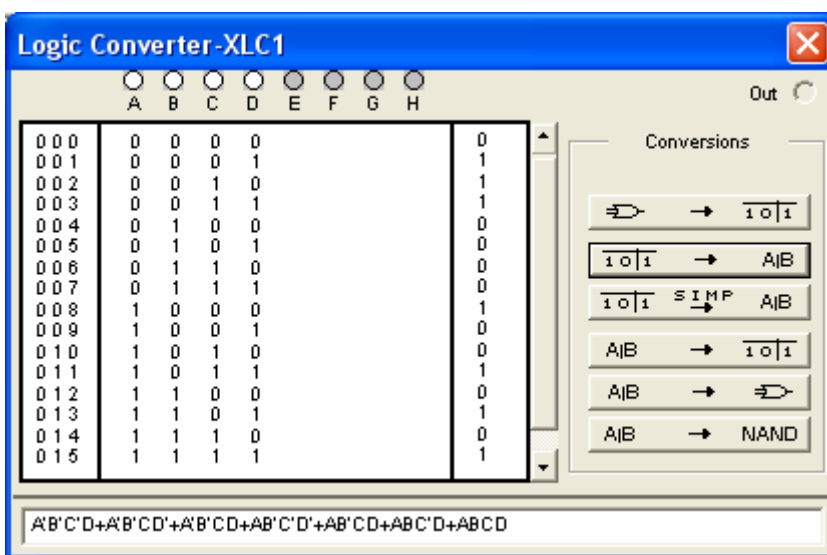 Logic Converter-XLC1
A B C D E F G H
Out
000 0 0 0 0 0
001 0 0 0 1 1
002 0 0 1 0 1
003 0 0 1 1 1
004 0 1 0 0 0
005 0 1 0 1 0
006 0 1 1 0 0
007 0 1 1 1 0
008 1 0 0 0 1
009 1 0 0 1 0
010 1 0 1 0 0
011 1 0 1 1 1
012 1 1 0 0 0
013 1 1 0 1 1
014 1 1 1 0 0
015 1 1 1 1 1
Conversions
→ 1 0|1
1 0|1 → A|B
1 0|1 SIMP → A|B
A|B → 1 0|1
A|B →
A|B → NAND
A'B'C'D+A'B'CD'+A'B'CD+AB'C'D'+AB'CD+ABC'D+ABCD